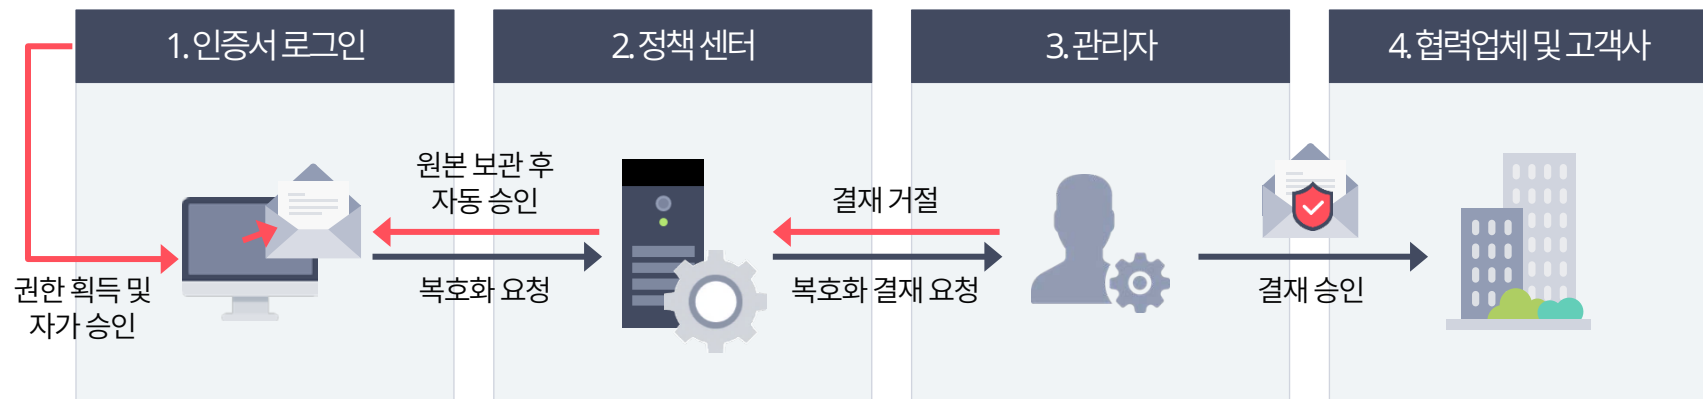 1. 인증서 로그인
2. 정책 센터
3. 관리자
4. 협력업체 및 고객사
권한 획득 및
자가 승인
원본 보관 후
자동 승인
복호화 요청
결재 거절
복호화 결재 요청
결재 승인